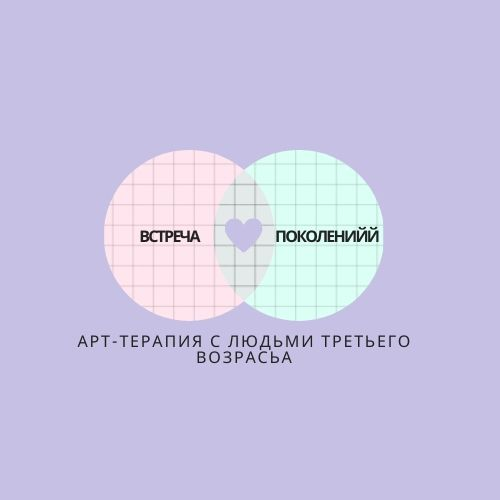 ВСТРЕЧА ПОКОЛЕНИЙЙ
АРТ-ТЕРАПИЯ С ЛЮДЬМИ ТРЕТЬЕГО
ВОЗРАСЬА